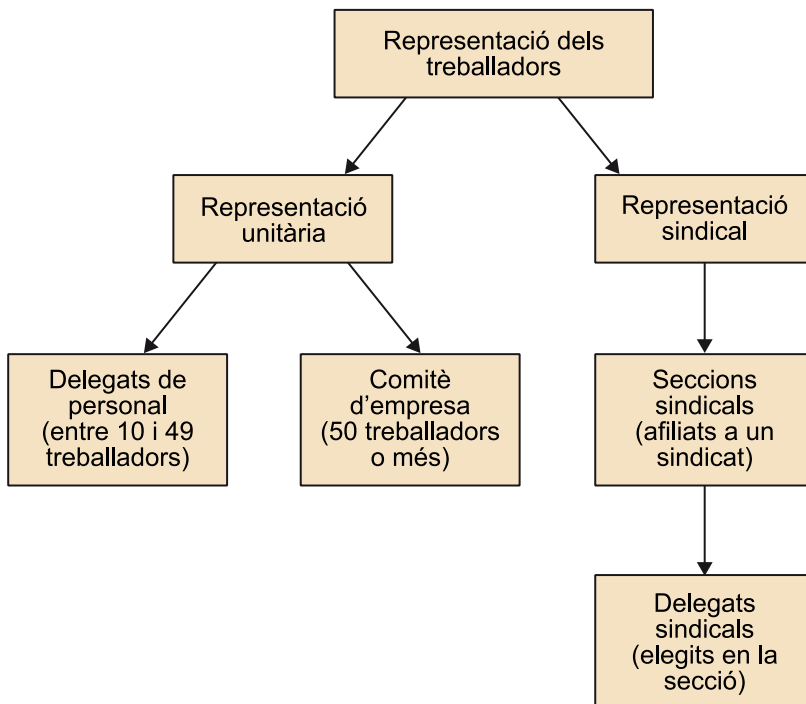 Representació dels
treballadors
Representació
unitària
Representació
sindical
Delegats de
personal
(entre 10 i 49
treballadors)
Comitè
d’empresa
(50 treballadors
o més)
Seccions
sindicals
(afiliats a un
sindicat)
Delegats
sindicals
(elegits en la
secció)